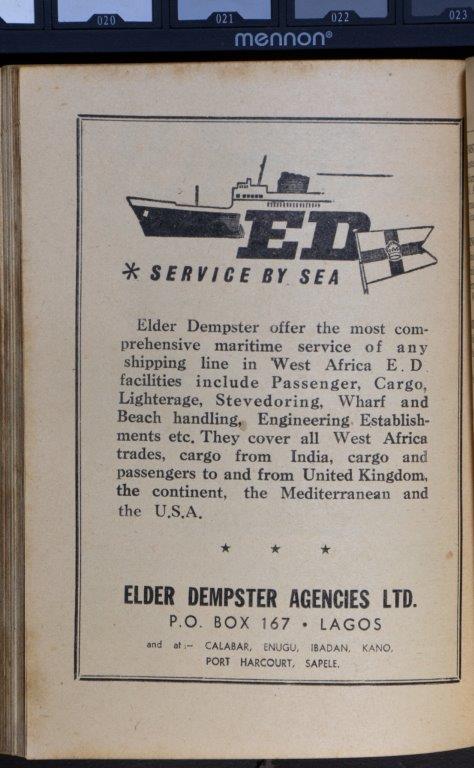 020 021 022 023
mennon®
ED
* SERVICE BY SEA
Elder Dempster offer the most com-
prehensive maritime service of any
shipping line in West Africa E. D
facilities include Passenger, Cargo,
Lighterage, Stevedoring, Wharf and
Beach handling, Engineering Establish-
ments etc. They cover all West Africa
trades, cargo from India, cargo and
passengers to and from United Kingdom,
the continent, the Mediterranean and
the U.S.A.
★ ★ ★
ELDER DEMPSTER AGENCIES LTD.
P.O. BOX 167 • LAGOS
and at :— CALABAR, ENUGU, IBADAN, KANO,
PORT HARCOURT, SAPELE.